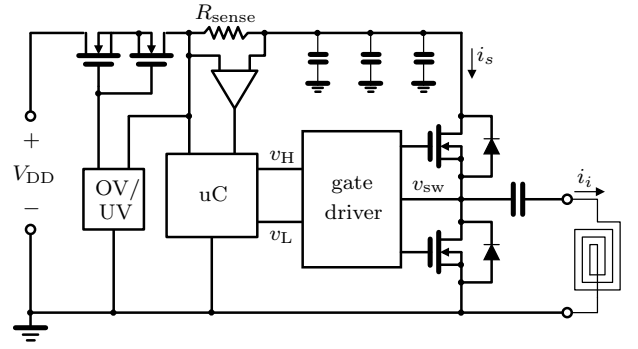 R_sense
i_s
+
V_DD
−
OV/
UV
uC
v_H
v_L
gate
driver
v_sw
i_i